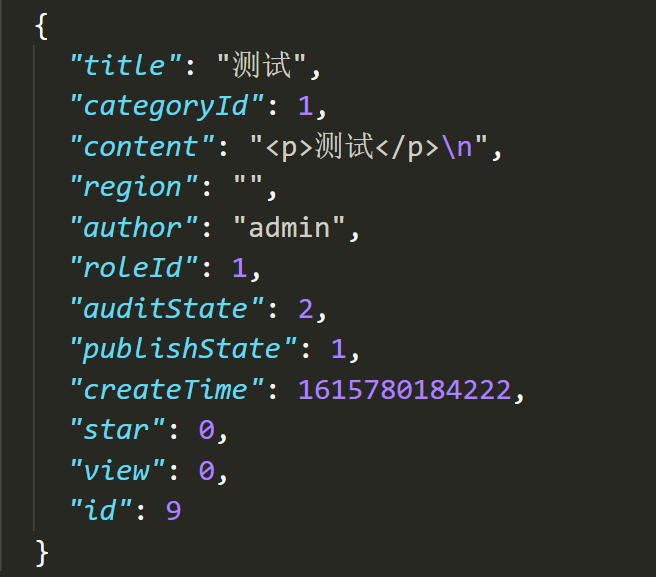 {
"title": "测试",
"categoryId": 1,
"content": "<p>测试</p>\n",
"region": "",
"author": "admin",
"roleId": 1,
"auditState": 2,
"publishState": 1,
"createTime": 1615780184222,
"star": 0,
"view": 0,
"id": 9
}